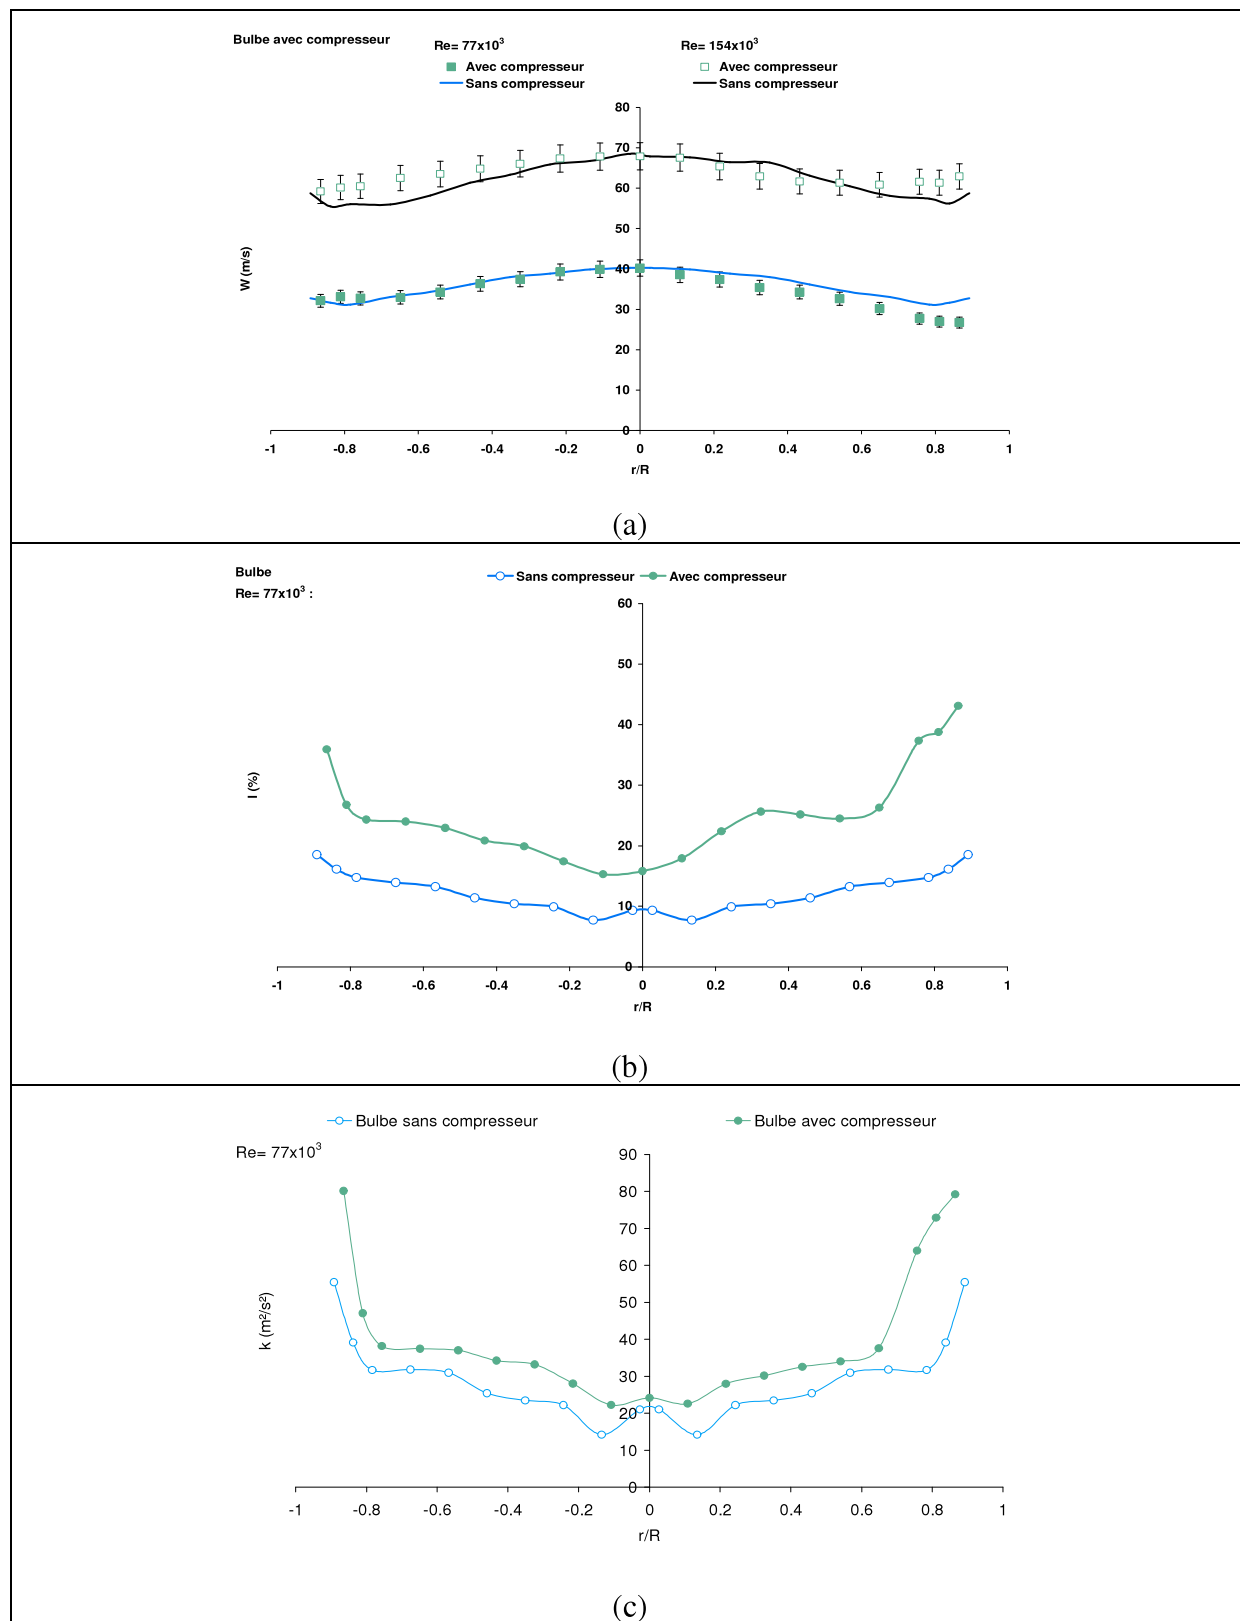 Bulbe avec compresseur
Re= 77x10³ Re= 154x10³
Avec compresseur Avec compresseur
Sans compresseur Sans compresseur
80
70
60
50
40
30
20
10
0
W (m/s)
-1 -0.8 -0.6 -0.4 -0.2 0 0.2 0.4 0.6 0.8 1
r/R
(a)
Bulbe
Re= 77x10³ :
Sans compresseur Avec compresseur
60
50
40
30
20
10
0
I (%)
-1 -0.8 -0.6 -0.4 -0.2 0 0.2 0.4 0.6 0.8 1
r/R
(b)
Bulbe sans compresseur Bulbe avec compresseur
Re= 77x10³
90
80
70
60
50
40
30
20
10
0
k (m²/s²)
-1 -0.8 -0.6 -0.4 -0.2 0 0.2 0.4 0.6 0.8 1
r/R
(c)